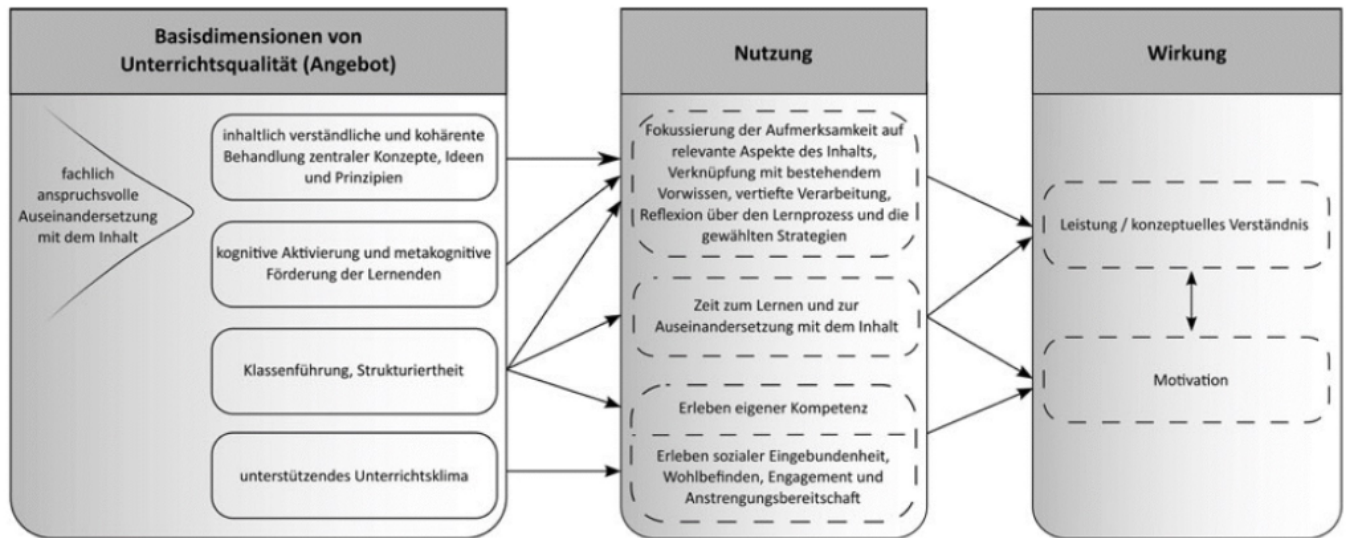 Basisdimensionen von
Unterrichtsqualität (Angebot)
fachlich
anspruchsvolle
Auseinandersetzung
mit dem Inhalt
inhaltlich verständliche und kohärente
Behandlung zentraler Konzepte, Ideen
und Prinzipien
kognitive Aktivierung und metakognitive
Förderung der Lernenden
Klassenführung, Strukturiertheit
unterstützendes Unterrichtsklima
Nutzung
Fokussierung der Aufmerksamkeit auf
relevante Aspekte des Inhalts,
Verknüpfung mit bestehendem
Vorwissen, vertiefte Verarbeitung,
Reflexion über den Lernprozess und die
gewählten Strategien
Zeit zum Lernen und zur
Auseinandersetzung mit dem Inhalt
Erleben eigener Kompetenz
Erleben sozialer Eingebundenheit,
Wohlbefinden, Engagement und
Anstrengungsbereitschaft
Wirkung
Leistung / konzeptuelles Verständnis
Motivation